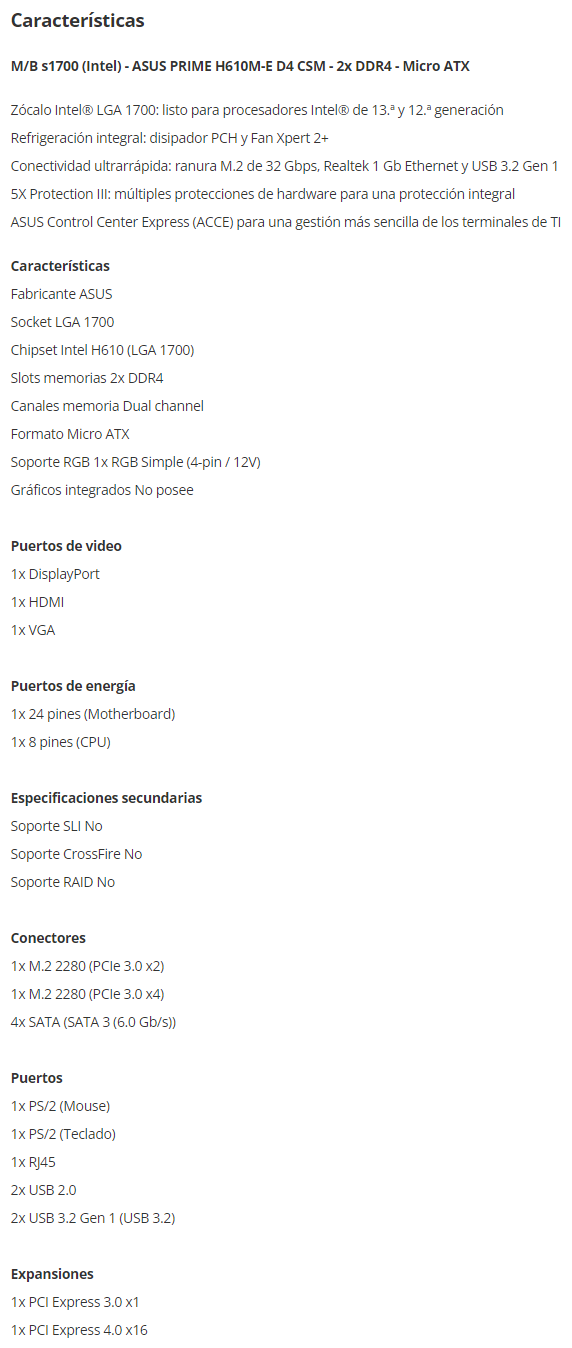 Características
M/B s1700 (Intel) - ASUS PRIME H610M-E D4 CSM - 2x DDR4 - Micro ATX
Zócalo Intel® LGA 1700: listo para procesadores Intel® de 13.ª y 12.ª generación
Refrigeración integral: disipador PCH y Fan Xpert 2+
Conectividad ultrarrápida: ranura M.2 de 32 Gbps, Realtek 1 Gb Ethernet y USB 3.2 Gen 1
5X Protection III: múltiples protecciones de hardware para una protección integral
ASUS Control Center Express (ACCE) para una gestión más sencilla de los terminales de TI
Características
Fabricante ASUS
Socket LGA 1700
Chipset Intel H610 (LGA 1700)
Slots memorias 2x DDR4
Canales memoria Dual channel
Formato Micro ATX
Soporte RGB 1x RGB Simple (4-pin / 12V)
Gráficos integrados No posee
Puertos de video
1x DisplayPort
1x HDMI
1x VGA
Puertos de energía
1x 24 pines (Motherboard)
1x 8 pines (CPU)
Especificaciones secundarias
Soporte SLI No
Soporte CrossFire No
Soporte RAID No
Conectores
1x M.2 2280 (PCIe 3.0 x2)
1x M.2 2280 (PCIe 3.0 x4)
4x SATA (SATA 3 (6.0 Gb/s))
Puertos
1x PS/2 (Mouse)
1x PS/2 (Teclado)
1x RJ45
2x USB 2.0
2x USB 3.2 Gen 1 (USB 3.2)
Expansiones
1x PCI Express 3.0 x1
1x PCI Express 4.0 x16